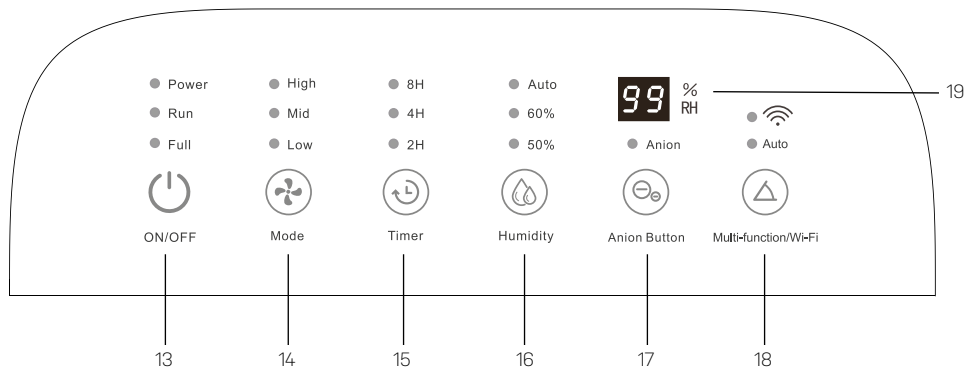 Power High 8H Auto 99 % RH 19
Run Mid 4H 60%
Full Low 2H 50% Anion Auto
ON/OFF Mode Timer Humidity Anion Button Multi-function/Wi-Fi
13 14 15 16 17 18